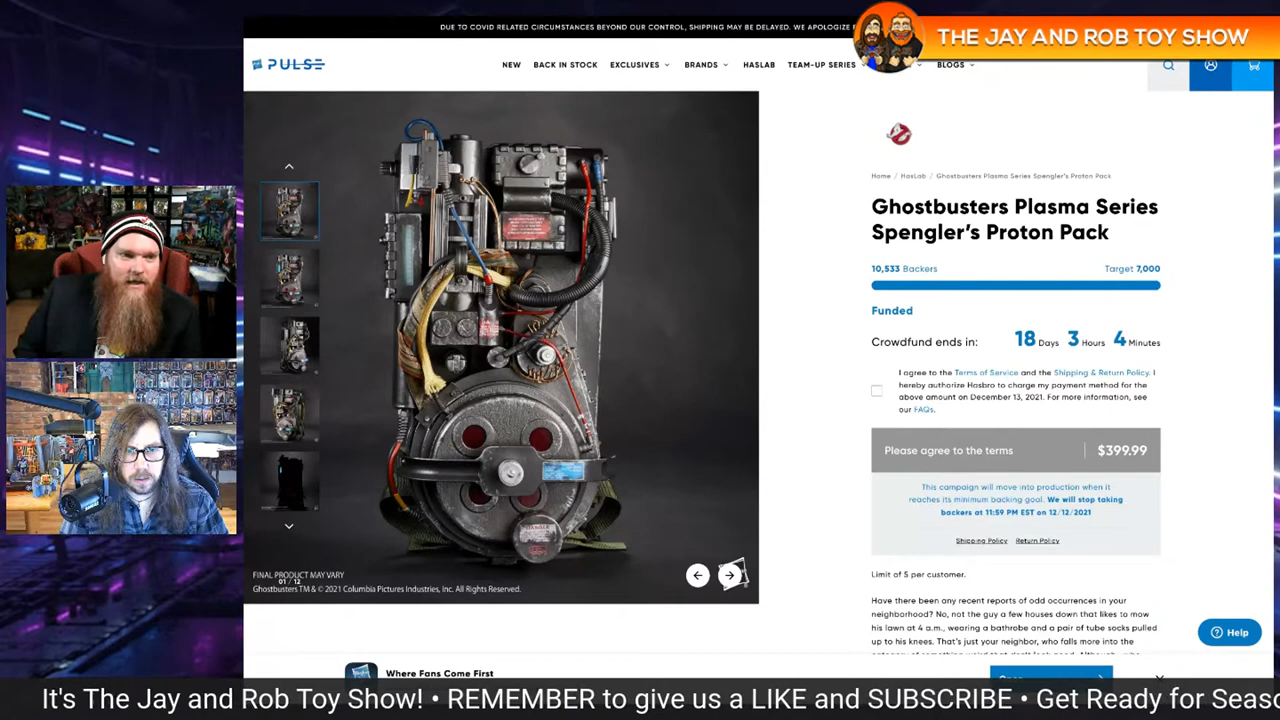 DUE TO COVID RELATED CIRCUMSTANCES BEYOND OUR CONTROL, SHIPPING MAY BE DELAYED. WE APOLOGIZE
THE JAY AND ROB TOY SHOW
PULSE
NEW BACK IN STOCK EXCLUSIVES BRANDS HASLAB TEAM-UP SERIES BLOGS
Home / HasLab / Ghostbusters Plasma Series Spengler's Proton Pack
Ghostbusters Plasma Series
Spengler's Proton Pack
10,533 Backers Target 7,000
Funded
Crowdfund ends in: 18 Days 3 Hours 4 Minutes
I agree to the Terms of Service and the Shipping & Return Policy. I
hereby authorize Hasbro to charge my payment method for the
above amount on December 13, 2021. For more information, see
our FAQs.
Please agree to the terms $399.99
This campaign will move into production when it
reaches its minimum backing goal. We will stop taking
backers at 11:59 PM EST on 12/12/2021
Shipping Policy Return Policy
Limit of 5 per customer.
Have there been any recent reports of odd occurrences in your
neighborhood? No, not the guy a few houses down that likes to mow
his lawn at 4 a.m., wearing a bathrobe and a pair of tube socks pulled
up to his knees. That's just your neighbor, who falls more into the
FINAL PRODUCT MAY VARY
01 / 12
Ghostbusters TM & © 2021 Columbia Pictures Industries, Inc. All Rights Reserved.
Help
Where Fans Come First
It's The Jay and Rob Toy Show! • REMEMBER to give us a LIKE and SUBSCRIBE • Get Ready for Seaso